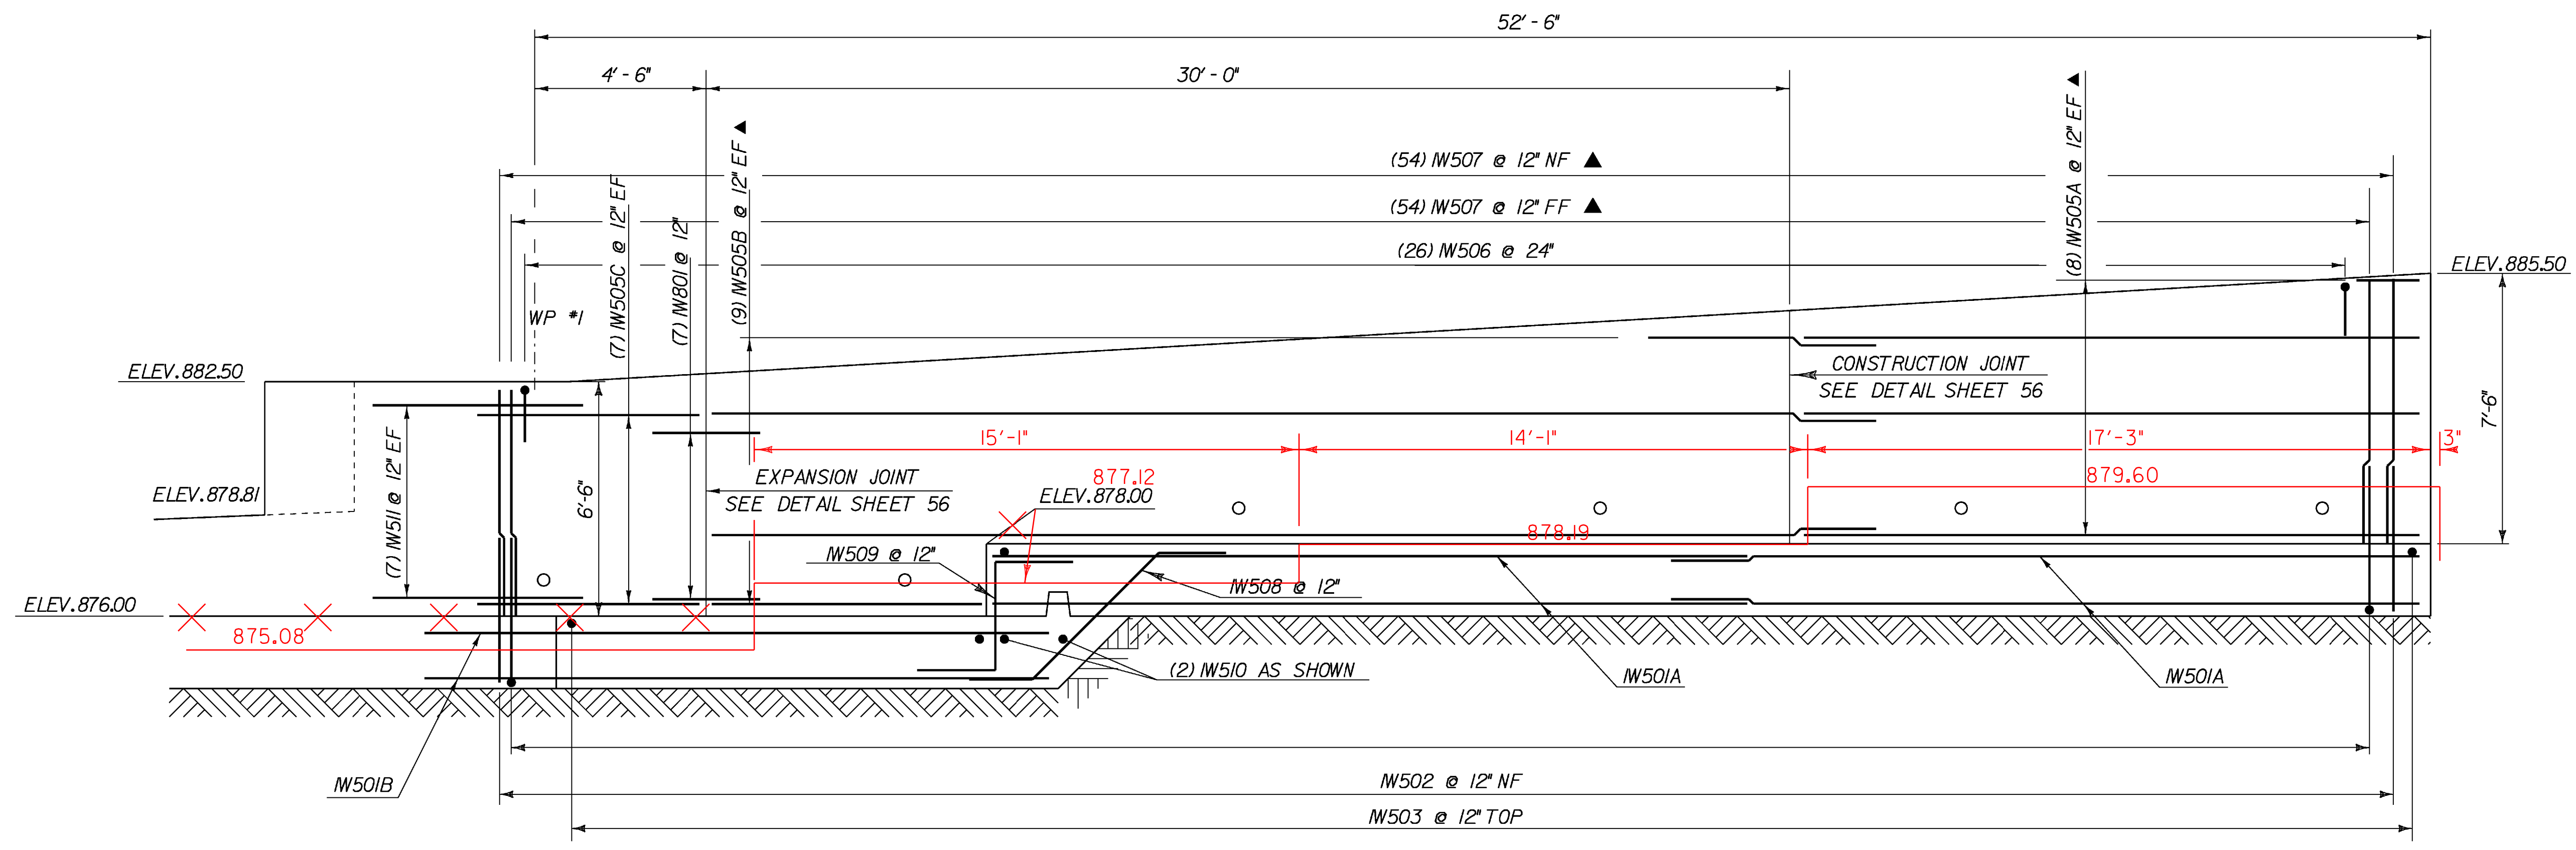 52'-6"
4'-6"
30'-0"
(54) IW507 @ 12" NF ▲
(54) IW507 @ 12" FF ▲
(26) IW506 @ 24"
(7) IW505C @ 12" EF
(7) IW801 @ 12"
(9) IW505B @ 12" EF ▲
(8) IW505A @ 12" EF ▲
ELEV. 885.50
WP #1
ELEV. 882.50
CONSTRUCTION JOINT
SEE DETAIL SHEET 56
7'-6"
15'-1"
14'-1"
17'-3"
3"
(7) IW511 @ 12" EF
6'-6"
EXPANSION JOINT
SEE DETAIL SHEET 56
877.12
ELEV. 878.00
879.60
ELEV. 878.81
878.19
IW509 @ 12"
IW508 @ 12"
ELEV. 876.00
875.08
(2) IW510 AS SHOWN
IW501A
IW501A
IW501B
IW502 @ 12" NF
IW503 @ 12" TOP